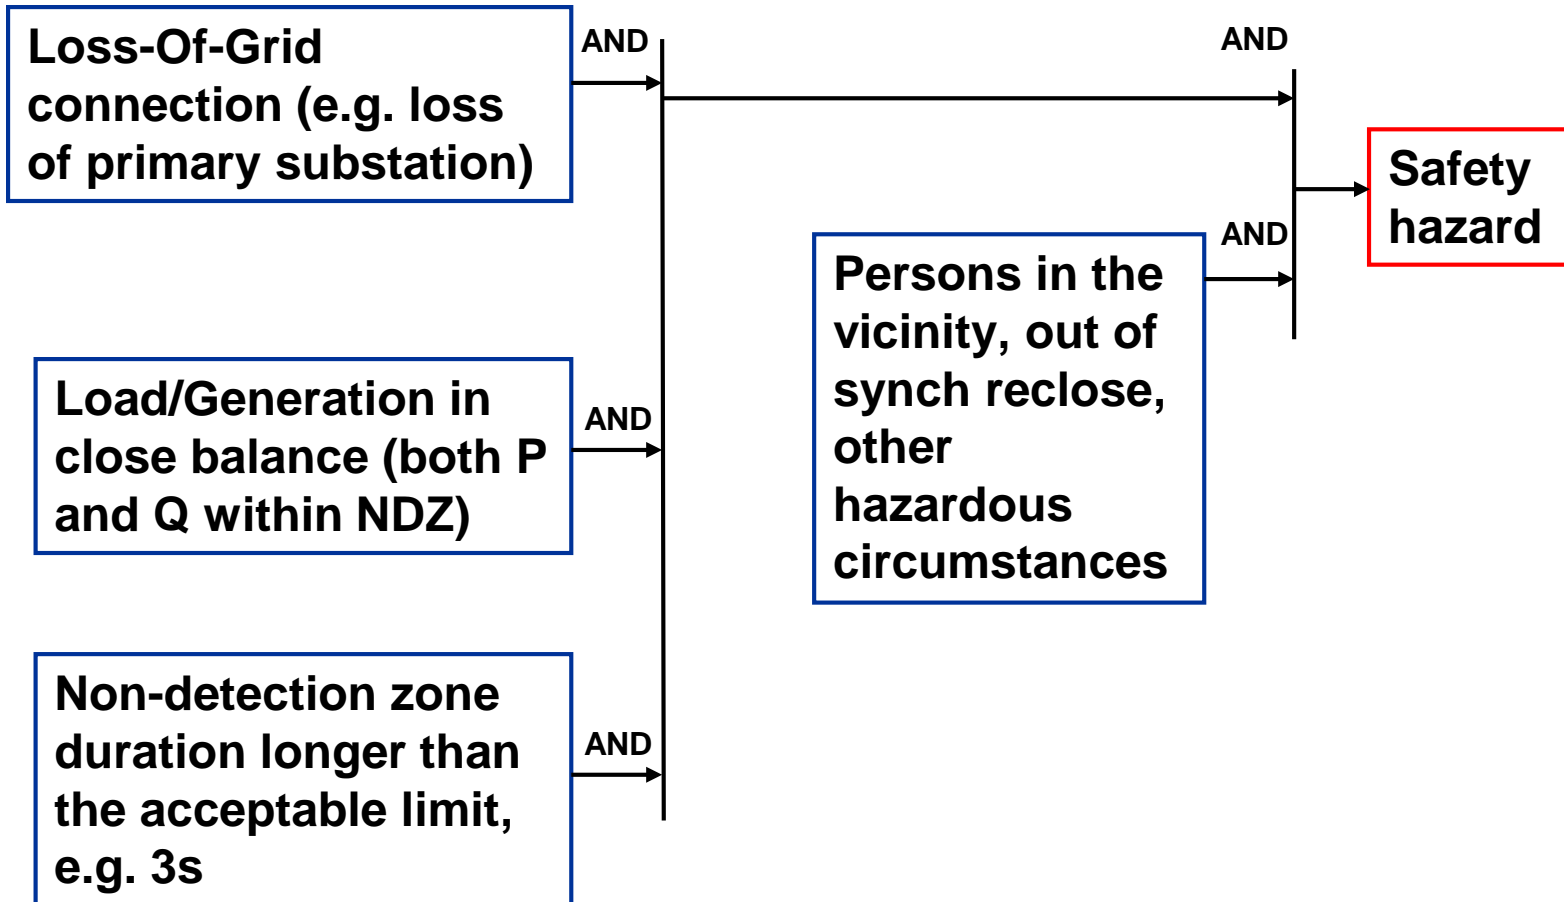 Loss-Of-Grid
connection (e.g. loss
of primary substation)
AND
AND
Safety
hazard
AND
Persons in the
vicinity, out of
synch reclose,
other
hazardous
circumstances
Load/Generation in
close balance (both P
and Q within NDZ)
AND
Non-detection zone
duration longer than
the acceptable limit,
e.g. 3s
AND